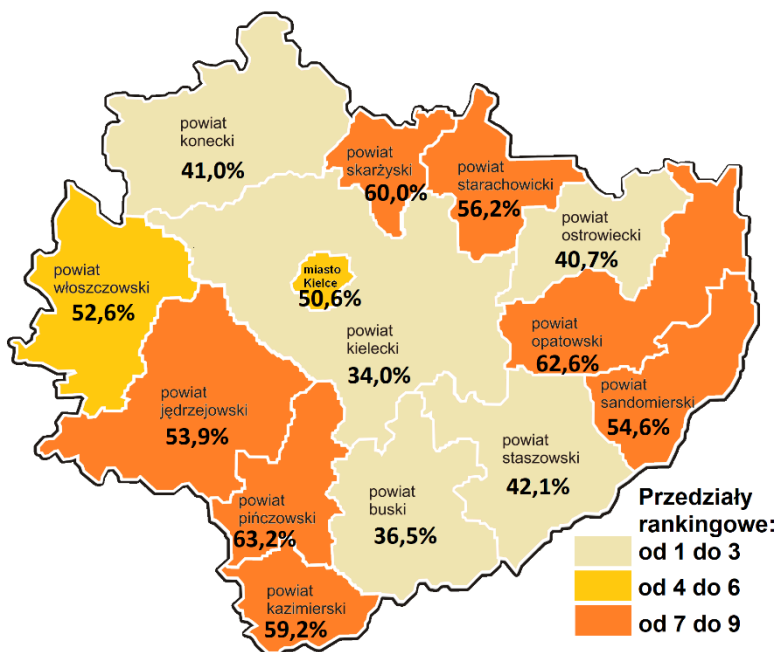 powiat
konecki
41,0%
powiat
skarżyski
60,0%
powiat
starachowicki
56,2%
powiat
ostrowiecki
40,7%
powiat
włoszczowski
52,6%
miasto
Kielce
50,6%
powiat
kielecki
34,0%
powiat
opatowski
62,6%
powiat
sandomierski
54,6%
powiat
jędrzejowski
53,9%
powiat
staszowski
42,1%
powiat
pińczowski
63,2%
powiat
buski
36,5%
powiat
kazimierski
59,2%
Przedziały
rankingowe:
od 1 do 3
od 4 do 6
od 7 do 9